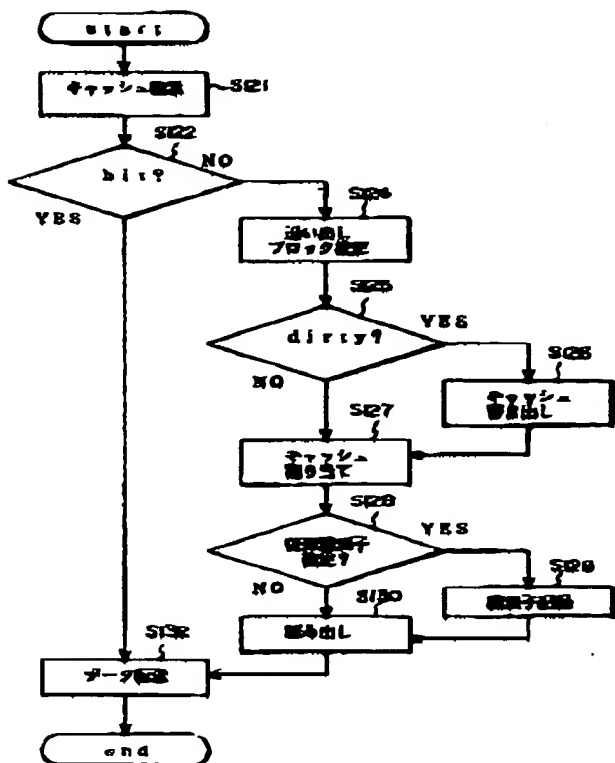 start
キャッシュ検索
S121
S122
hit?
NO
YES
S124
追い出し
ブロック決定
S125
dirty?
YES
NO
S126
キャッシュ
書き出し
S127
キャッシュ
割り当て
S128
YES
NO
S129
S130
読み出し
S132
データ転送
end